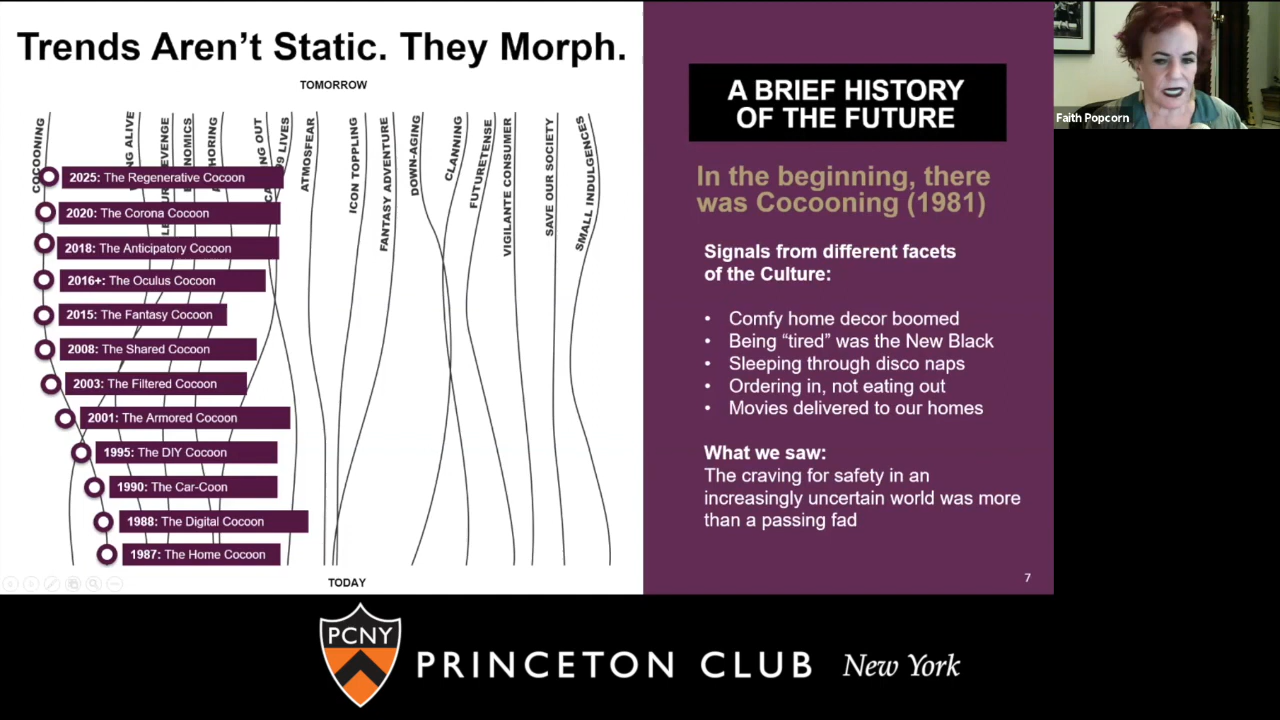 Trends Aren’t Static. They Morph.
TOMORROW
COCOONING
ICON TOPPLING
ATMOSFEAR
FANTASY ADVENTURE
DOWN-AGING
CLANNING
FUTURETENSE
VIGILANTE CONSUMER
SAVE OUR SOCIETY
SMALL INDULGENCES
ALIVE
REVENGE
OUT
99 LIVES
2025: The Regenerative Cocoon
2020: The Corona Cocoon
2018: The Anticipatory Cocoon
2016+: The Oculus Cocoon
2015: The Fantasy Cocoon
2008: The Shared Cocoon
2003: The Filtered Cocoon
2001: The Armored Cocoon
1995: The DIY Cocoon
1990: The Car-Coon
1988: The Digital Cocoon
1987: The Home Cocoon
TODAY
A BRIEF HISTORY
OF THE FUTURE
In the beginning, there
was Cocooning (1981)
Signals from different facets
of the Culture:
• Comfy home decor boomed
• Being “tired” was the New Black
• Sleeping through disco naps
• Ordering in, not eating out
• Movies delivered to our homes
What we saw:
The craving for safety in an
increasingly uncertain world was more
than a passing fad
7
Faith Popcorn
PCNY
PRINCETON CLUB New York